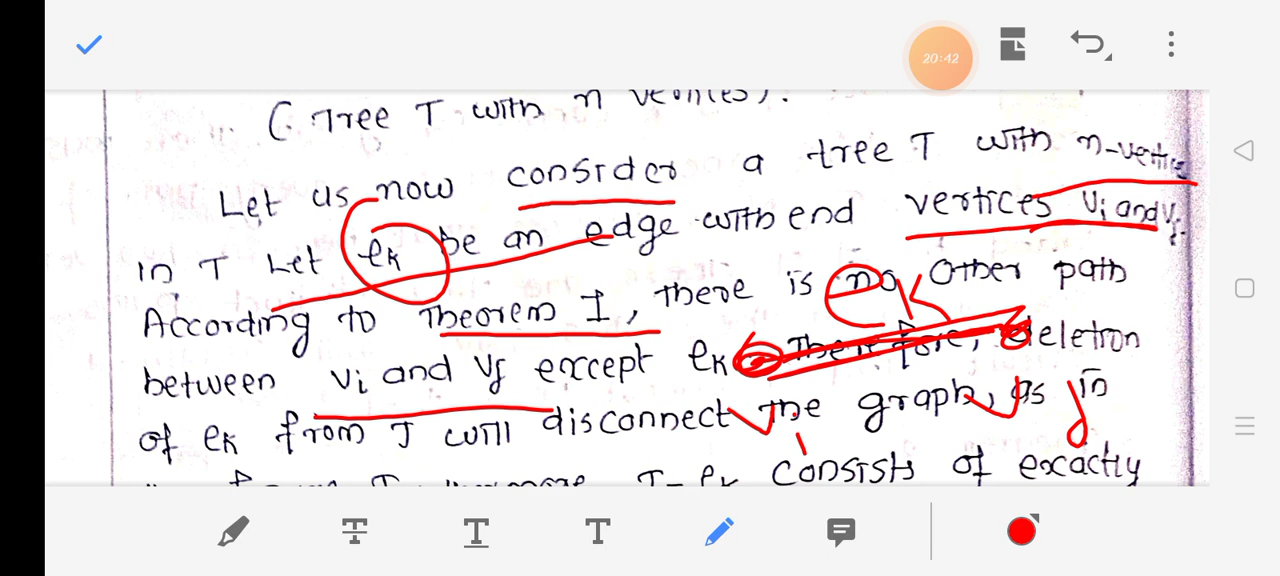 20:42
( Tree T with n
Let us now consider a tree T with n-
in T Let ek be an edge with end vertices vi and vj.
According to Theorem I, there is no other path
between vi and vj except ek. Therefore, deletion
of ek from T will disconnect the graph, as in
T-ek consists of exactly
T
T
T